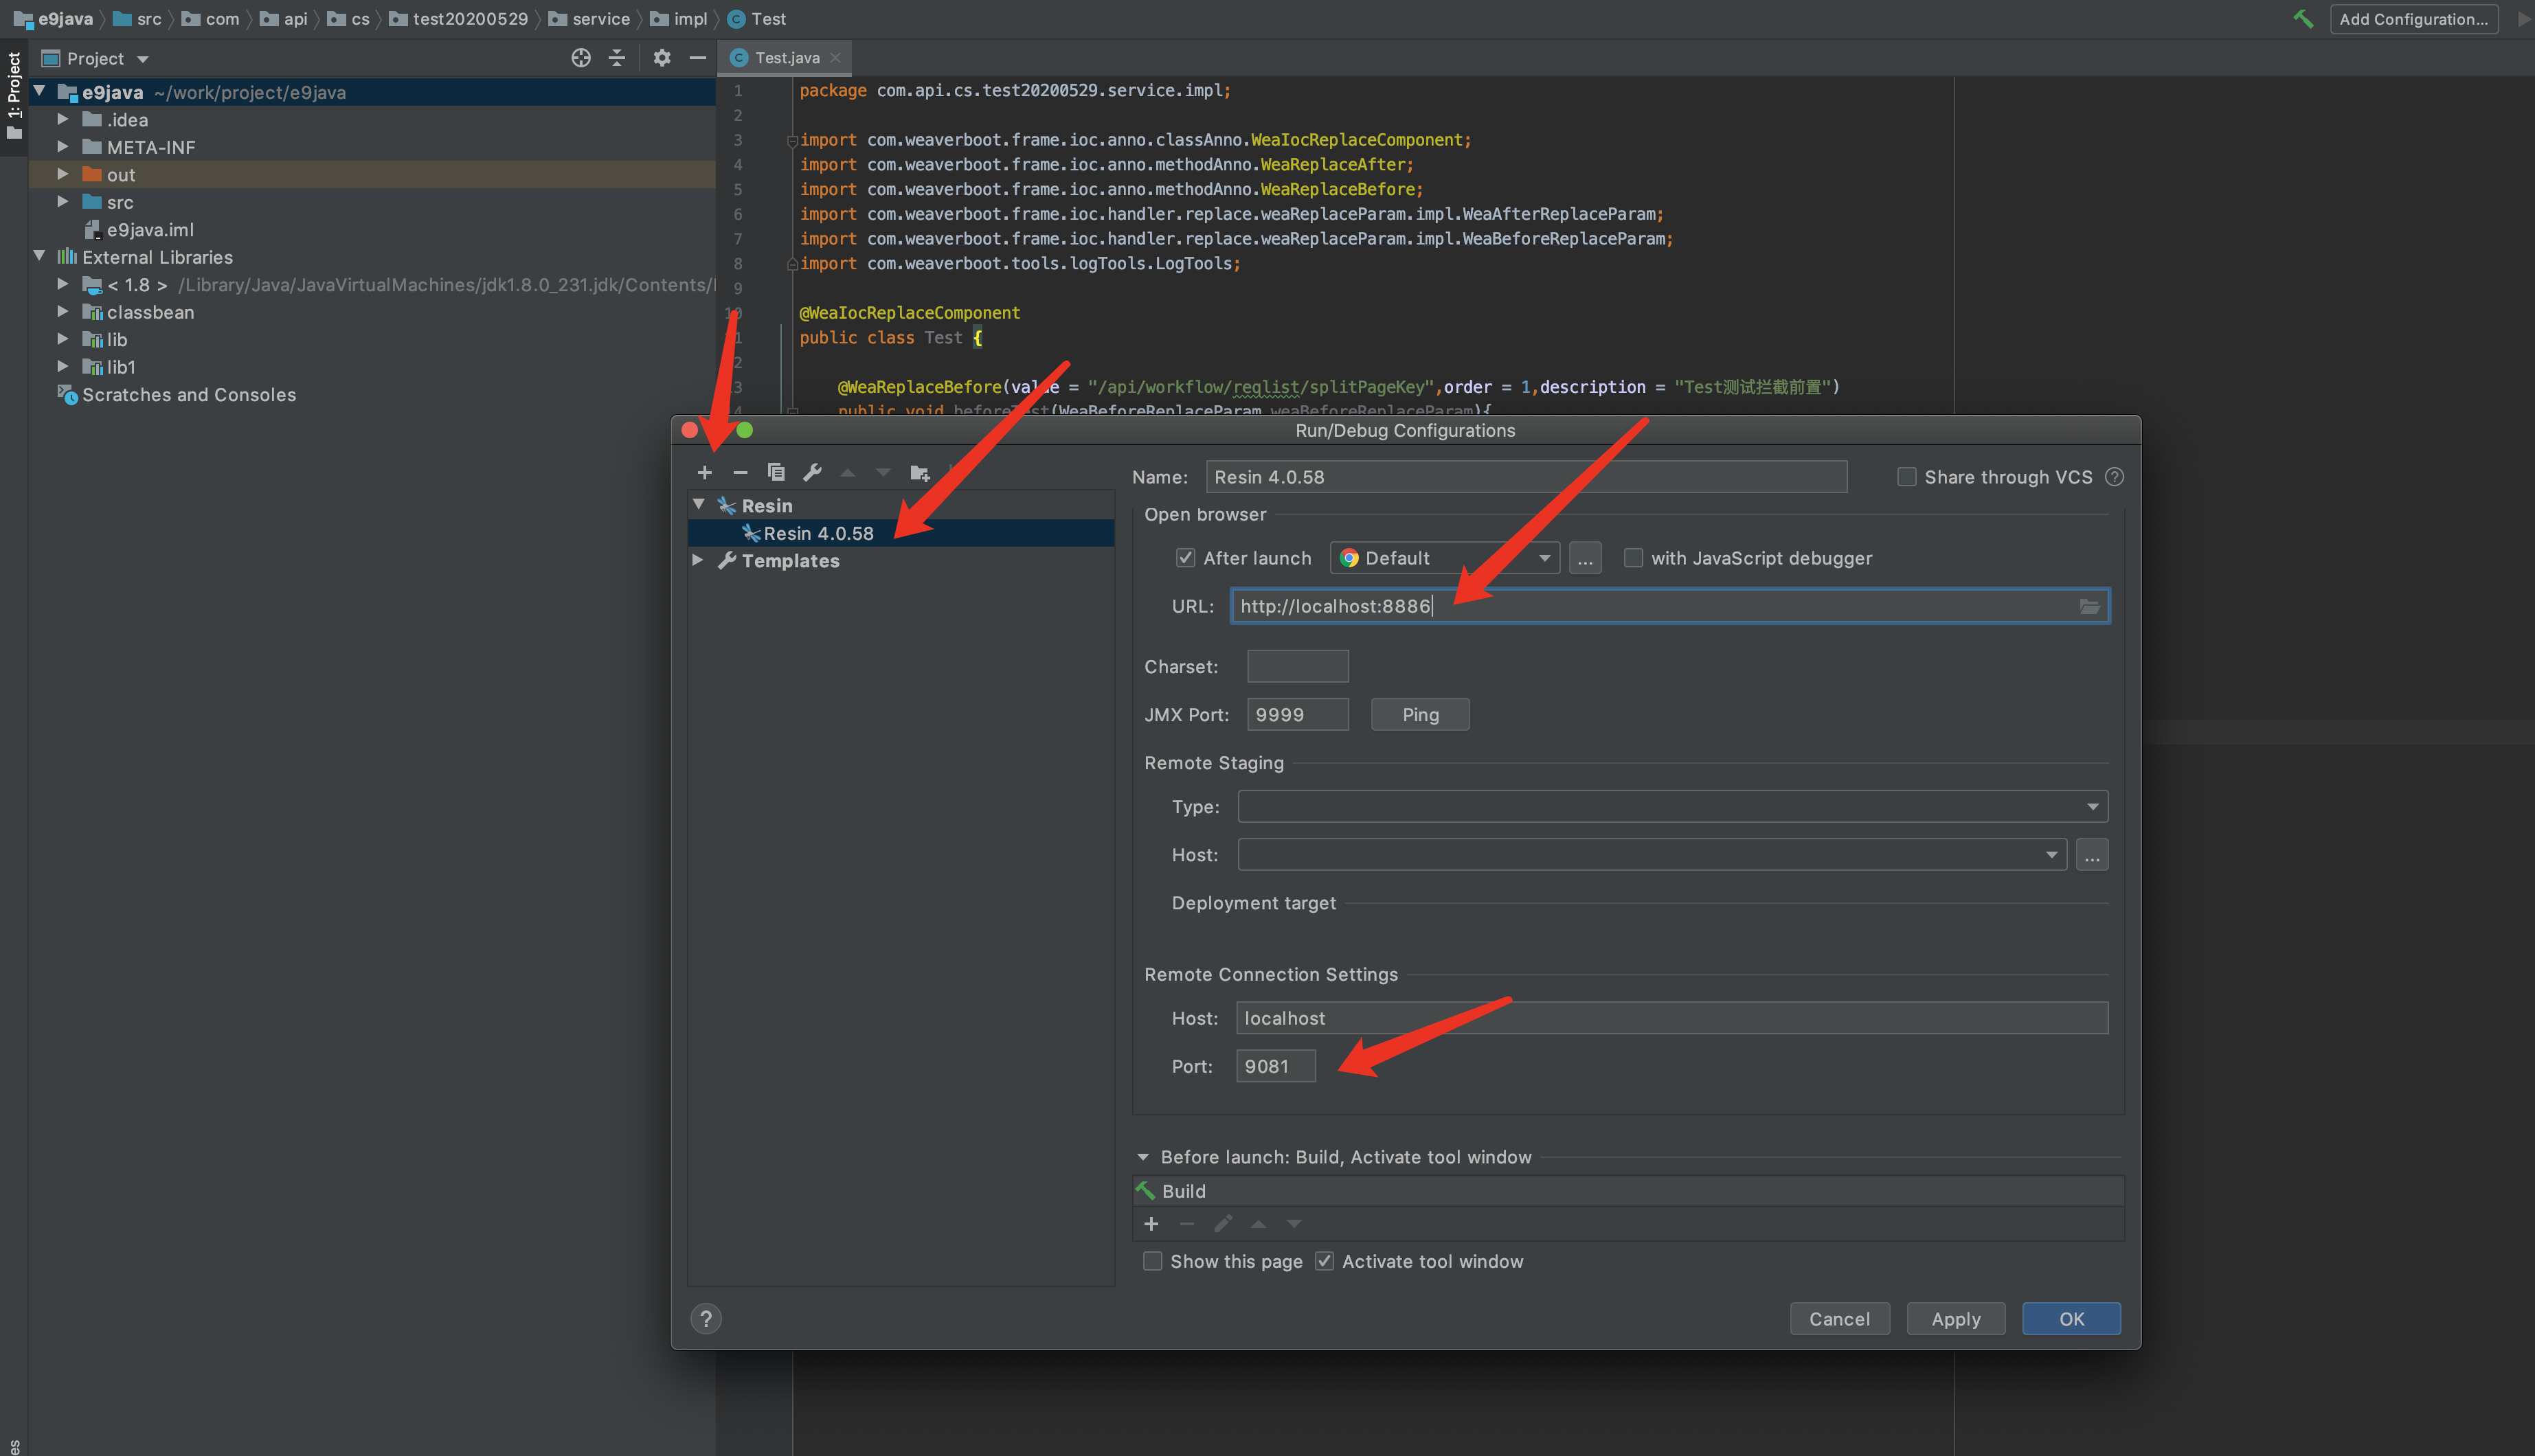 e9java src com api cs test20200529 service impl Test
Add Configuration...
1: Project
Project
Test.java
e9java ~/work/project/e9java
.idea
META-INF
out
src
e9java.iml
External Libraries
< 1.8 > /Library/Java/JavaVirtualMachines/jdk1.8.0_231.jdk/Contents/
classbean
lib
lib1
Scratches and Consoles
1 package com.api.cs.test20200529.service.impl;
2
3 import com.weaverboot.frame.ioc.anno.classAnno.WeaIocReplaceComponent;
4 import com.weaverboot.frame.ioc.anno.methodAnno.WeaReplaceAfter;
5 import com.weaverboot.frame.ioc.anno.methodAnno.WeaReplaceBefore;
6 import com.weaverboot.frame.ioc.handler.replace.weaReplaceParam.impl.WeaAfterReplaceParam;
7 import com.weaverboot.frame.ioc.handler.replace.weaReplaceParam.impl.WeaBeforeReplaceParam;
8 import com.weaverboot.tools.logTools.LogTools;
9
10 @WeaIocReplaceComponent
public class Test {
@WeaReplaceBefore(value = "/api/workflow/reqlist/splitPageKey",order = 1,description = "Test测试拦截前置")
public void beforeTest(WeaBeforeReplaceParam weaBeforeReplaceParam){
Run/Debug Configurations
Resin
Resin 4.0.58
Templates
Name: Resin 4.0.58
Share through VCS ?
Open browser
After launch Default ... with JavaScript debugger
URL: http://localhost:8886
Charset:
JMX Port: 9999 Ping
Remote Staging
Type:
Host: ...
Deployment target
Remote Connection Settings
Host: localhost
Port: 9081
Before launch: Build, Activate tool window
Build
Show this page Activate tool window
? Cancel Apply OK